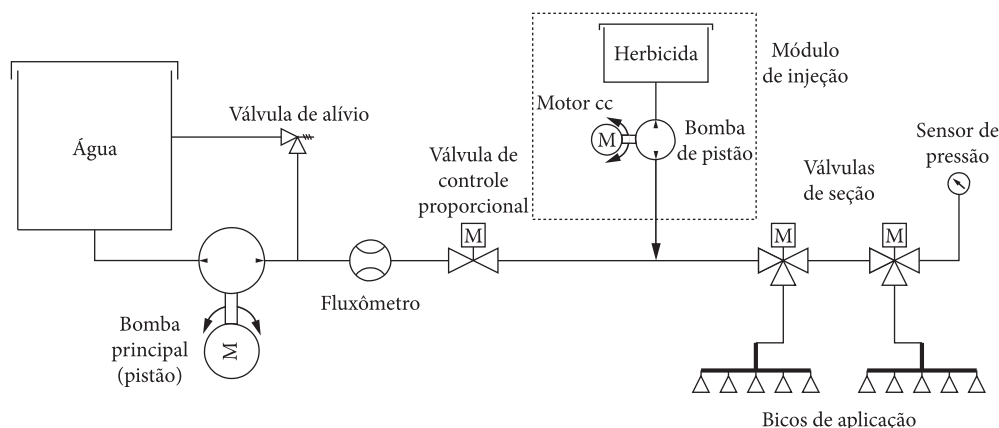 Água
Válvula de alívio
Bomba
principal
(pistão)
M
Fluxômetro
Válvula de
controle
proporcional
M
Herbicida
Motor cc
M
Bomba
de pistão
Módulo
de injeção
Válvulas
de seção
M
M
Sensor de
pressão
Bicos de aplicação